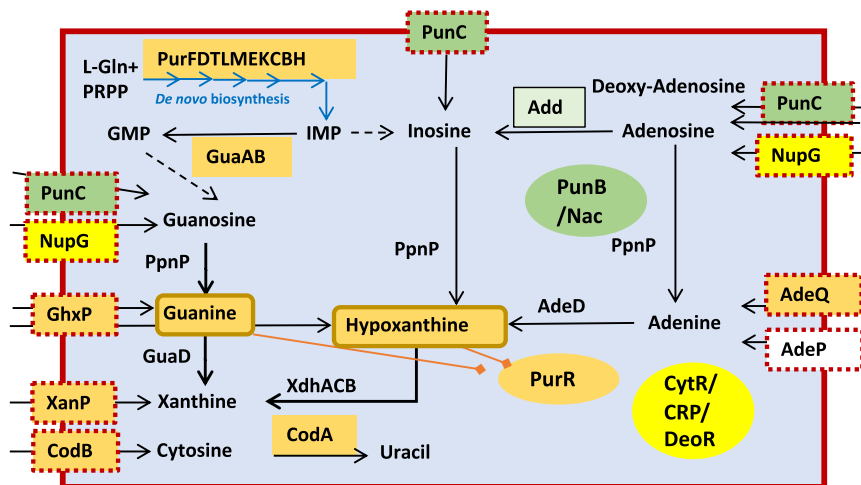 PunC
L-Gln+
PRPP
PurFDTLMEKCBH
De novo biosynthesis
Deoxy-Adenosine
PunC
Add
GMP
IMP
Inosine
Adenosine
GuaAB
NupG
PunC
PunB
/Nac
Guanosine
NupG
PpnP
PpnP
PpnP
AdeQ
GhxP
Guanine
Hypoxanthine
AdeD
Adenine
GuaD
AdeP
PurR
XdhACB
CytR/
CRP/
DeoR
XanP
Xanthine
CodA
CodB
Cytosine
Uracil